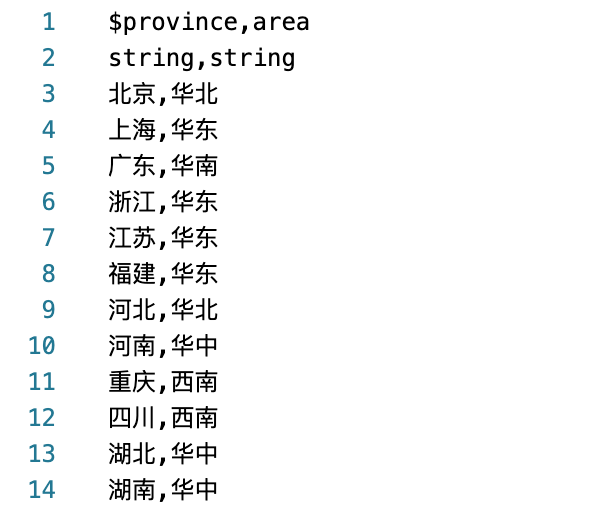 1 $province,area
2 string,string
3 北京,华北
4 上海,华东
5 广东,华南
6 浙江,华东
7 江苏,华东
8 福建,华东
9 河北,华北
10 河南,华中
11 重庆,西南
12 四川,西南
13 湖北,华中
14 湖南,华中